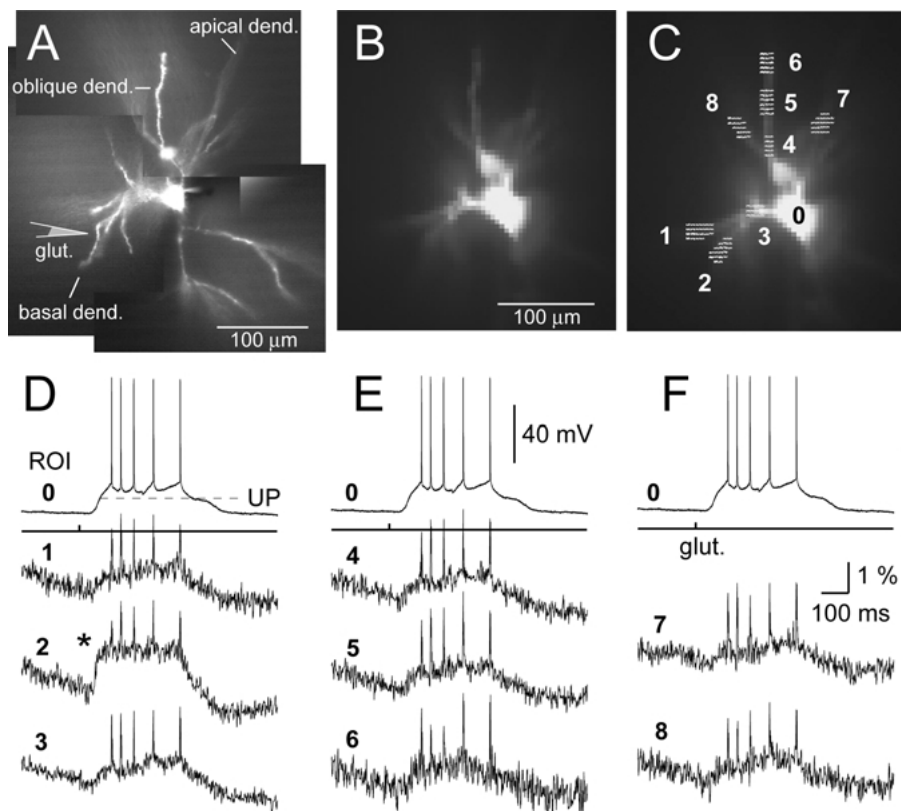 A
apical dend.
oblique dend.
glut.
basal dend.
100 μm
B
100 μm
C
6
5
7
8
4
0
1
3
2
D
ROI
0
UP
1
2
*
3
E
40 mV
0
4
5
6
F
0
glut.
1 %
100 ms
7
8